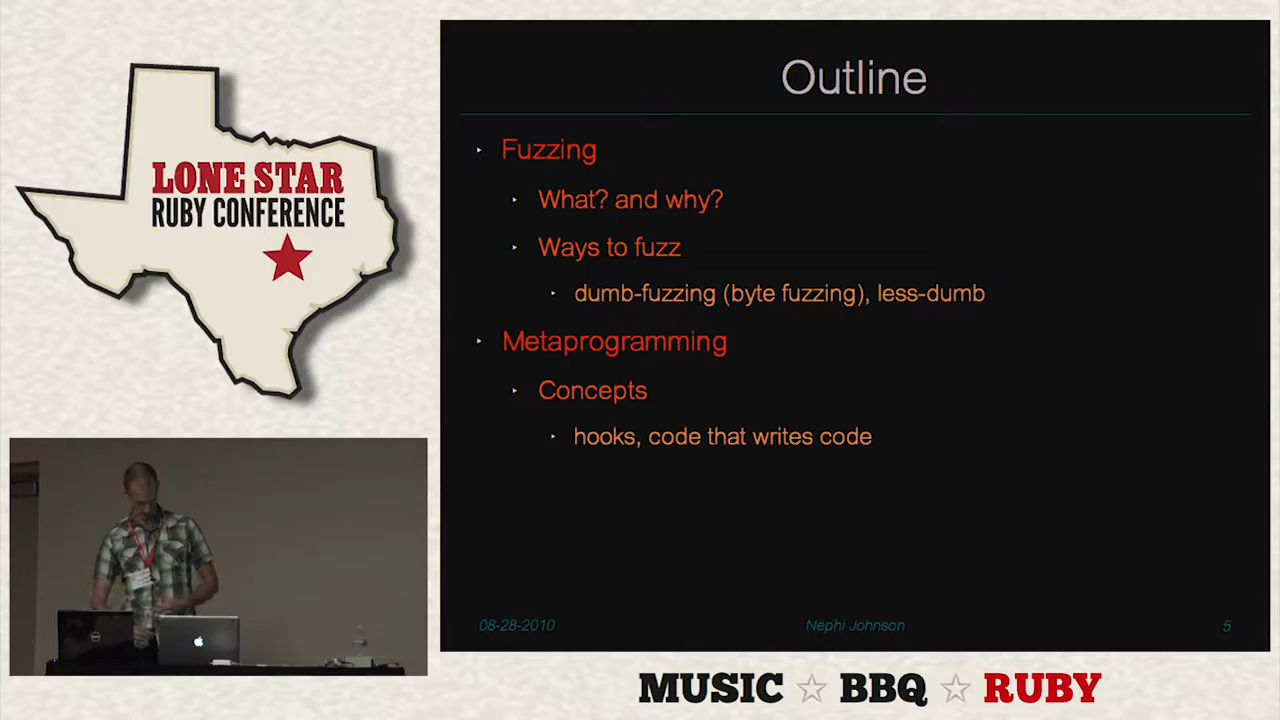 LONE STAR
RUBY CONFERENCE
Outline
Fuzzing
What? and why?
Ways to fuzz
dumb-fuzzing (byte fuzzing), less-dumb
Metaprogramming
Concepts
hooks, code that writes code
08-28-2010
Nephi Johnson
5
MUSIC ☆ BBQ ☆ RUBY